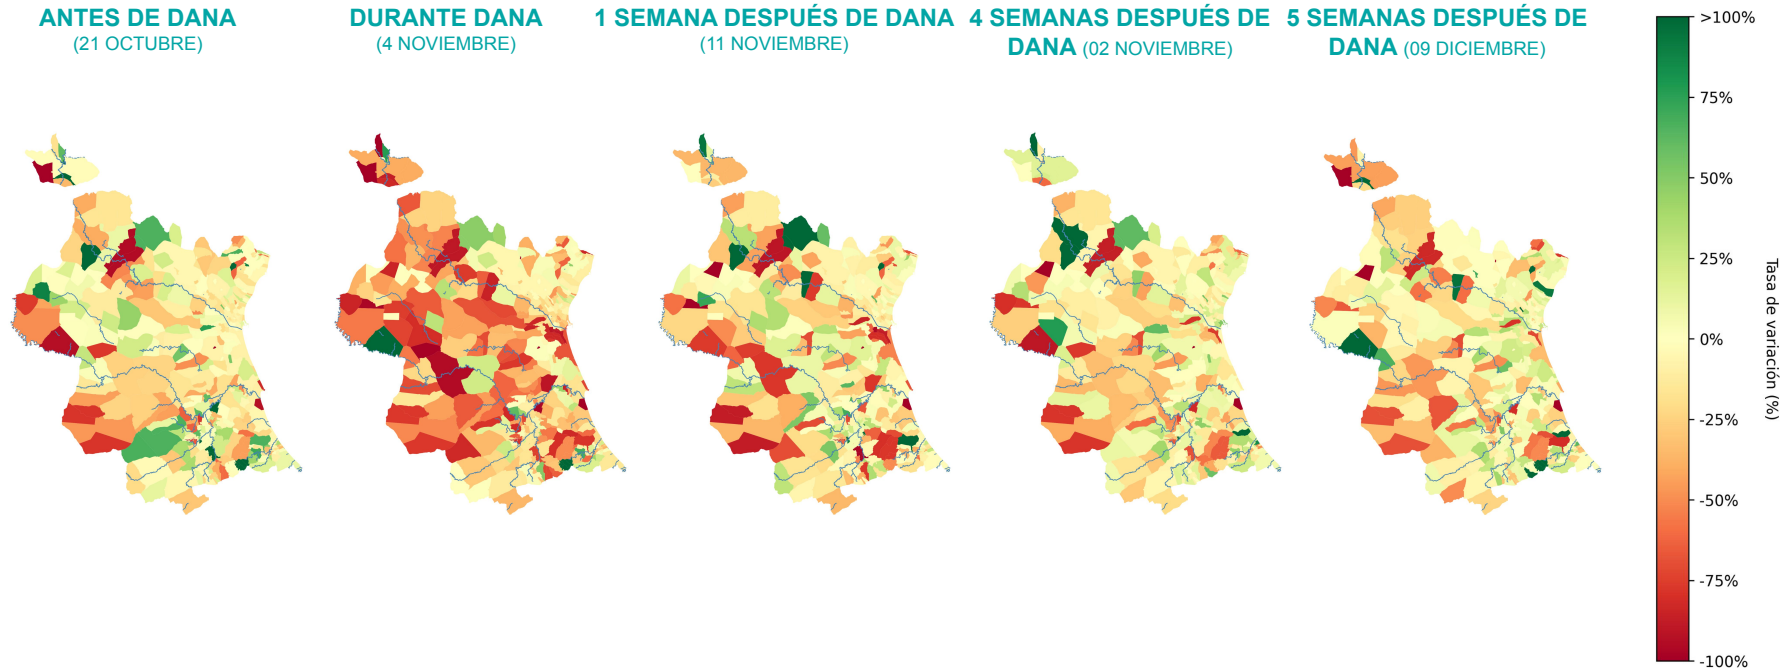 ANTES DE DANA
(21 OCTUBRE)
DURANTE DANA
(4 NOVIEMBRE)
1 SEMANA DESPUÉS DE DANA
(11 NOVIEMBRE)
4 SEMANAS DESPUÉS DE
DANA (02 NOVIEMBRE)
5 SEMANAS DESPUÉS DE
DANA (09 DICIEMBRE)
>100%
75%
50%
25%
0%
-25%
-50%
-75%
-100%
Tasa de variación (%)